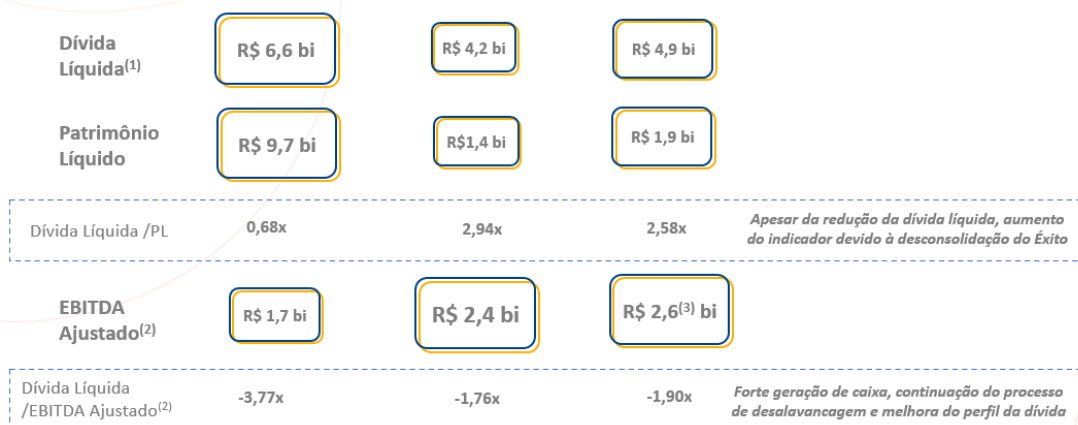 Dívida
Líquida(1)
R$ 6,6 bi
R$ 4,2 bi
R$ 4,9 bi
Patrimônio
Líquido
R$ 9,7 bi
R$1,4 bi
R$ 1,9 bi
Dívida Líquida /PL
0,68x
2,94x
2,58x
Apesar da redução da dívida líquida, aumento
do indicador devido à desconsolidação do Éxito
EBITDA
Ajustado(2)
R$ 1,7 bi
R$ 2,4 bi
R$ 2,6(3) bi
Dívida Líquida
/EBITDA Ajustado(2)
-3,77x
-1,76x
-1,90x
Forte geração de caixa, continuação do processo
de desalavancagem e melhora do perfil da dívida